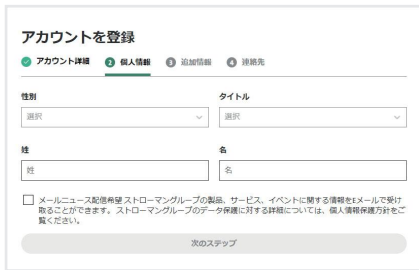 アカウントを登録
アカウント詳細 2 個人情報 3 追加情報 4 連絡先
性別 タイトル
選択 選択
姓 名
姓 名
メールニュース配信希望 ストローマングループの製品、サービス、イベントに関する情報をEメールで受け
取ることができます。 ストローマングループのデータ保護に対する詳細については、個人情報保護方針をご
覧ください。
次のステップ